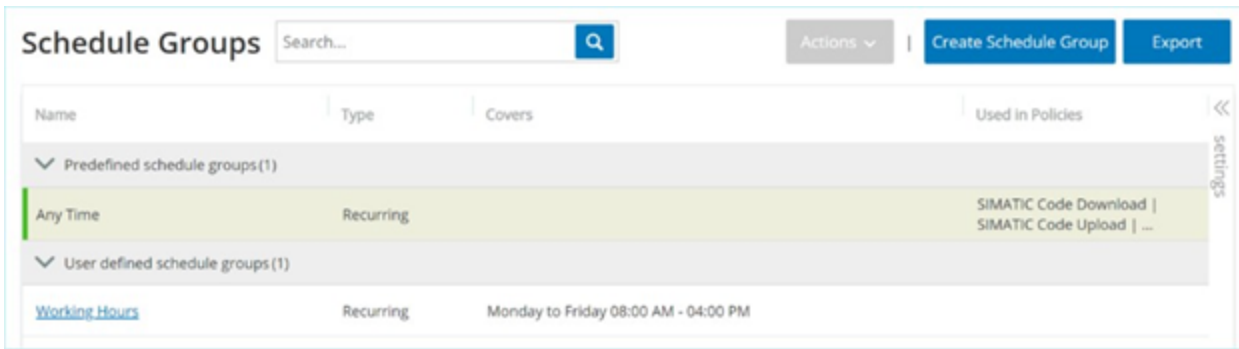 Schedule Groups Search... Actions | Create Schedule Group Export
Name Type Covers Used in Policies
settings
Predefined schedule groups (1)
Any Time Recurring SIMATIC Code Download |
SIMATIC Code Upload | ...
User defined schedule groups (1)
Working Hours Recurring Monday to Friday 08:00 AM - 04:00 PM